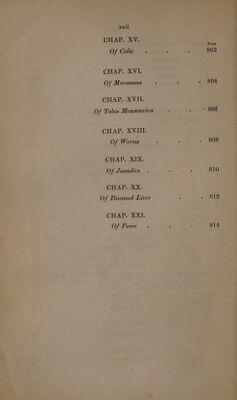 xxii
CHAP. XV.
Page
Of Colic . . . 803
CHAP. XVI.
Of Marasmus . . . 804
CHAP. XVII.
Of Tabes Mesenterica . . 805
CHAP. XVIII.
Of Worms . . . 808
CHAP. XIX.
Of Jaundice . . . 810
CHAP. XX.
Of Diseased Liver . . 812
CHAP. XXI.
Of Fever . . . 814